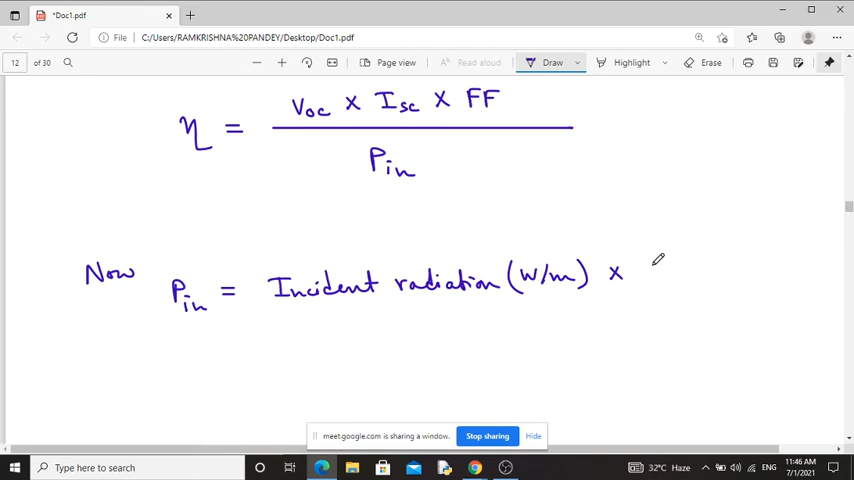 *Doc1.pdf
File
C:/Users/RAMKRISHNA%20PANDEY/Desktop/Doc1.pdf
12 of 30
Page view
Read aloud
Draw
Highlight
Erase
η = Voc x Isc x FF
Pin
Now Pin = Incident radiation (W/m) x
meet.google.com is sharing a window.
Stop sharing
Hide
Type here to search
32°C Haze
ENG
11:46 AM
7/1/2021